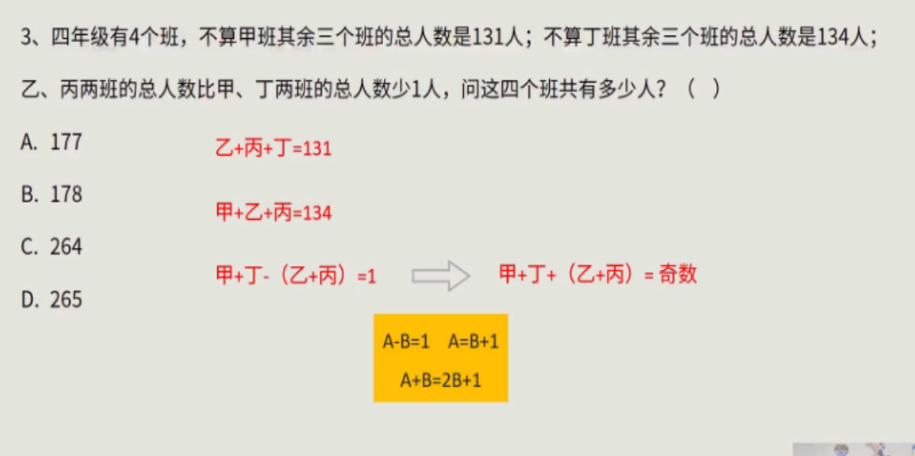 3、四年级有4个班，不算甲班其余三个班的总人数是131人；不算丁班其余三个班的总人数是134人；
乙、丙两班的总人数比甲、丁两班的总人数少1人，问这四个班共有多少人？（ ）
A. 177
乙+丙+丁=131
B. 178
甲+乙+丙=134
C. 264
甲+丁-（乙+丙）=1
甲+丁+（乙+丙）= 奇数
D. 265
A-B=1 A=B+1
A+B=2B+1